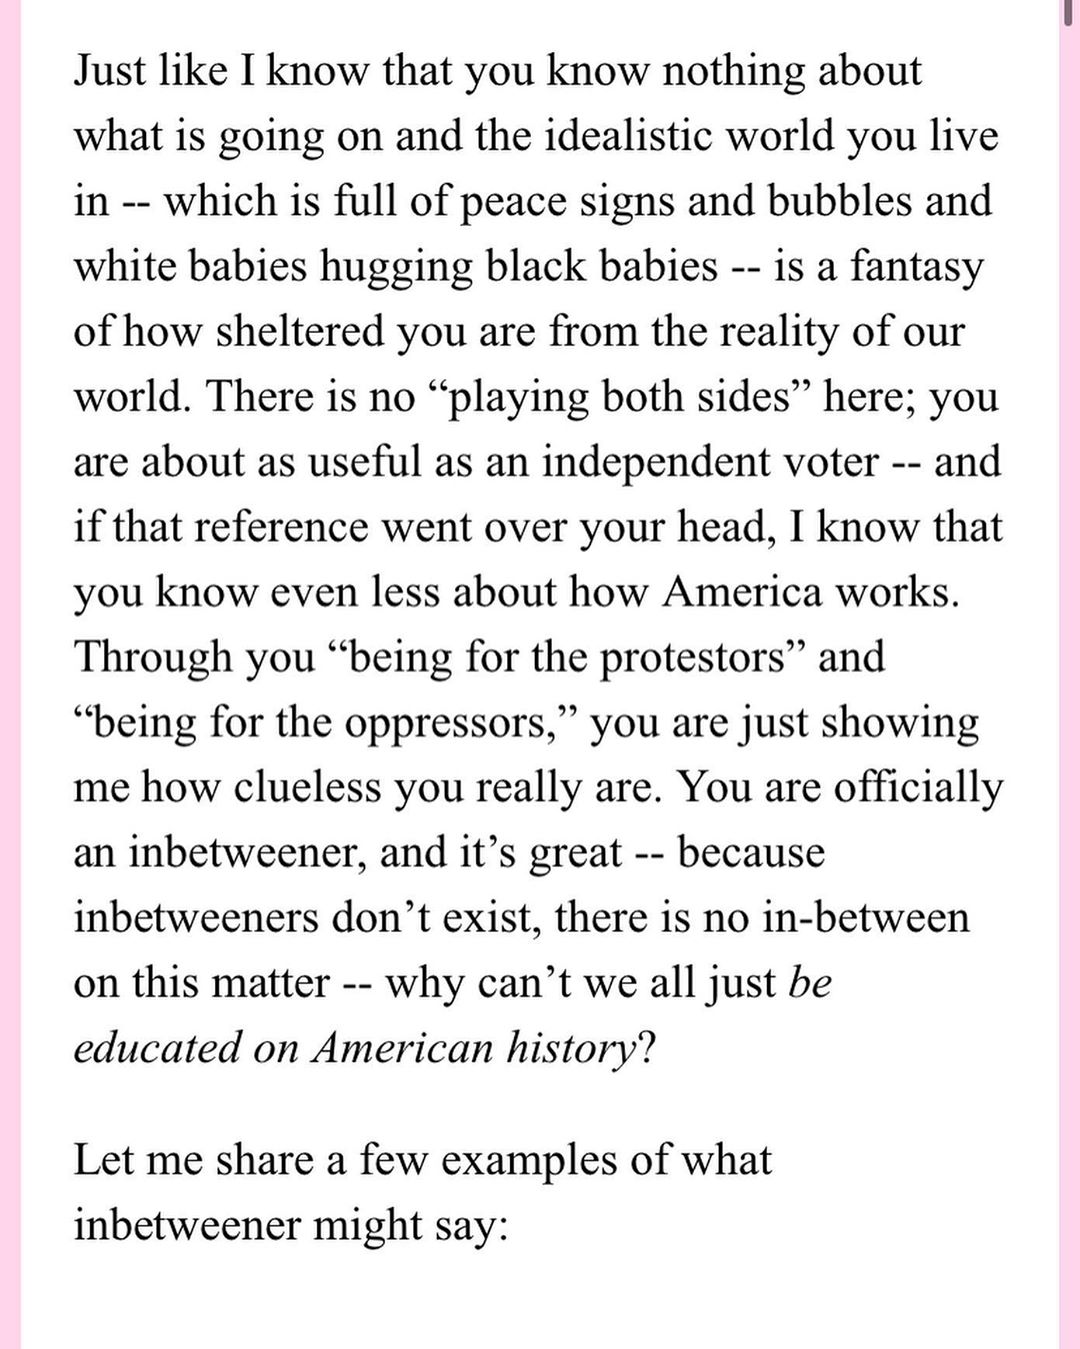 Just like I know that you know nothing about
what is going on and the idealistic world you live
in -- which is full of peace signs and bubbles and
white babies hugging black babies -- is a fantasy
of how sheltered you are from the reality of our
world. There is no “playing both sides” here; you
are about as useful as an independent voter -- and
if that reference went over your head, I know that
you know even less about how America works.
Through you “being for the protestors” and
“being for the oppressors,” you are just showing
me how clueless you really are. You are officially
an inbetweener, and it’s great -- because
inbetweeners don’t exist, there is no in-between
on this matter -- why can’t we all just be
educated on American history?
Let me share a few examples of what
inbetweener might say: